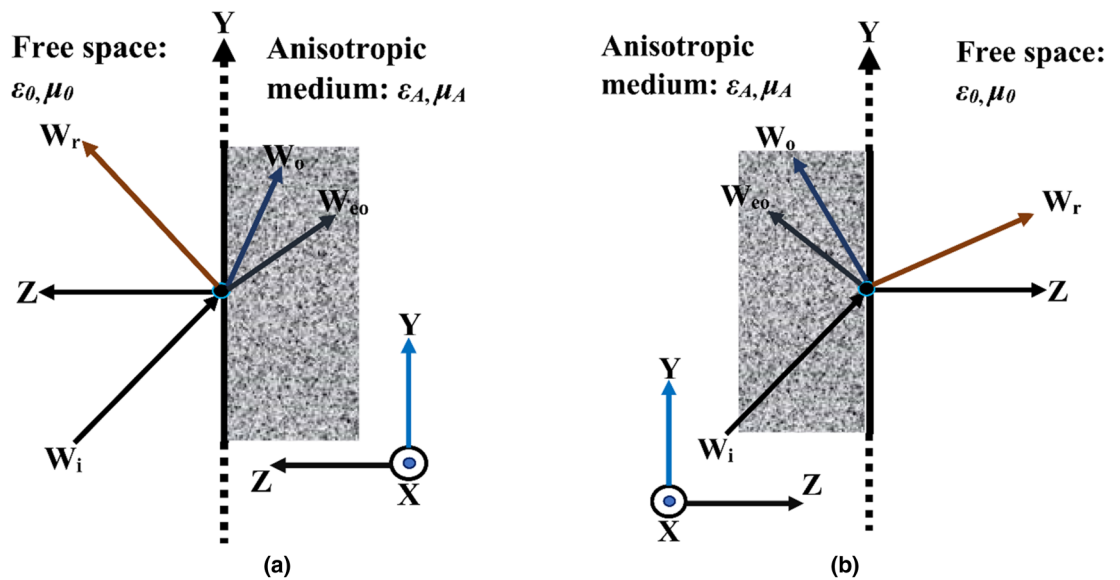 Y
Free space:
ε0, μ0
Anisotropic
medium: εA, μA
Wr
Wo
Weo
Z
Wi
Y
Z
X
(a)
Y
Anisotropic
medium: εA, μA
Free space:
ε0, μ0
Wo
Weo
Wr
Z
Y
Wi
Z
X
(b)